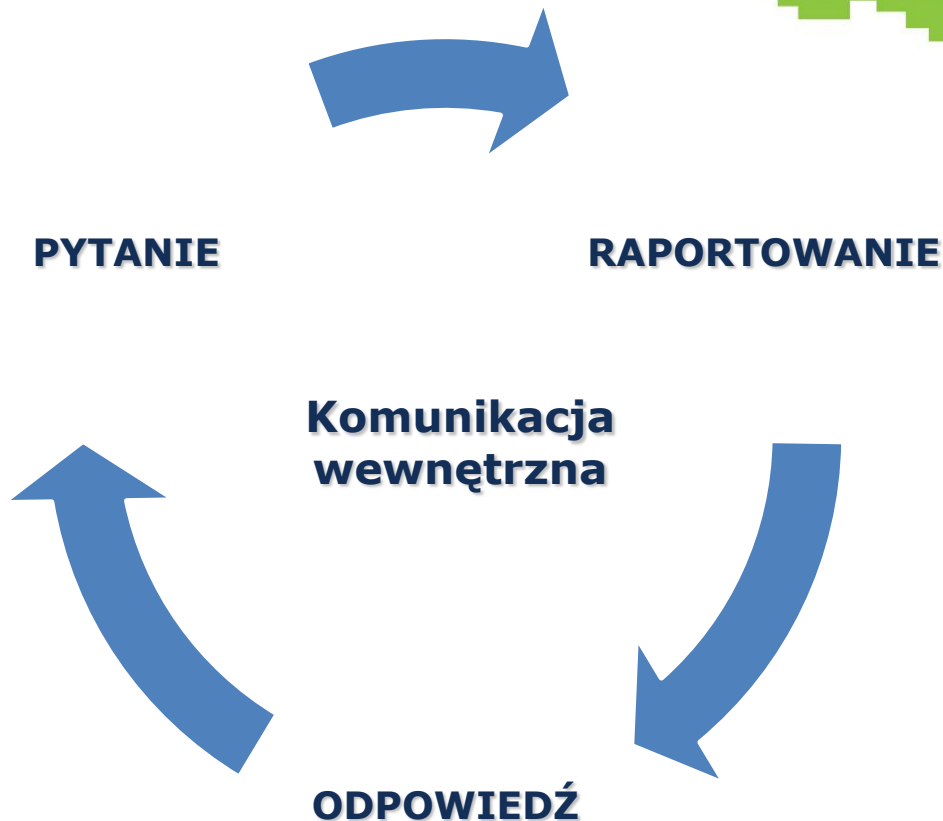 PYTANIE
RAPORTOWANIE
Komunikacja
wewnętrzna
ODPOWIEDŹ